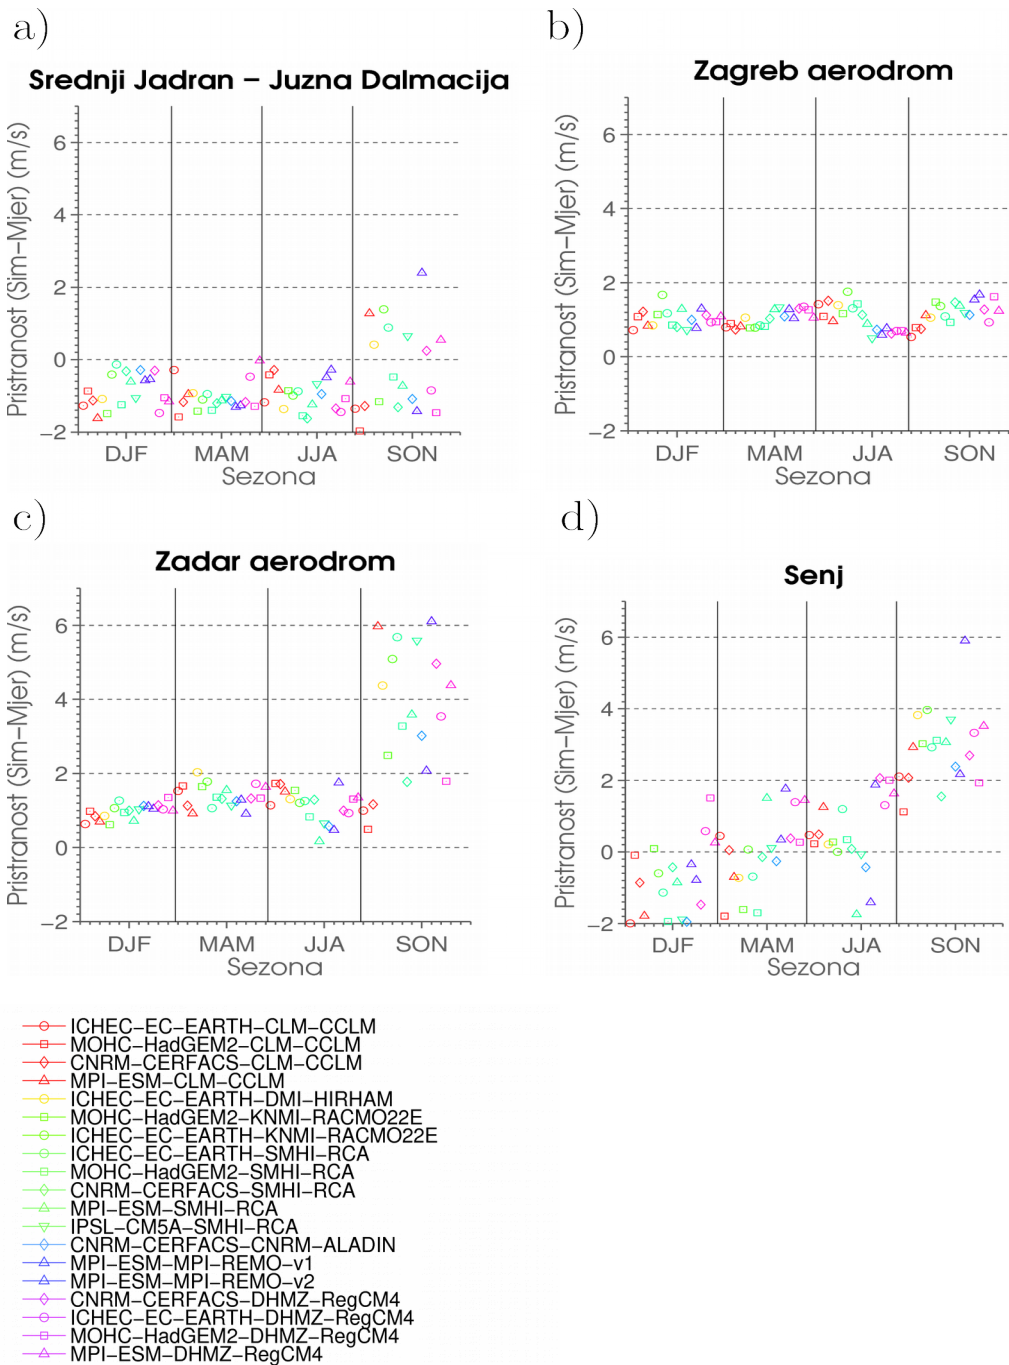 a)
Srednji Jadran – Juzna Dalmacija
Pristranost (Sim–Mjer) (m/s)
6
4
2
0
−2
DJF MAM JJA SON
Sezona
b)
Zagreb aerodrom
Pristranost (Sim–Mjer) (m/s)
6
4
2
0
−2
DJF MAM JJA SON
Sezona
c)
Zadar aerodrom
Pristranost (Sim–Mjer) (m/s)
6
4
2
0
−2
DJF MAM JJA SON
Sezona
d)
Senj
Pristranost (Sim–Mjer) (m/s)
6
4
2
0
−2
DJF MAM JJA SON
Sezona
ICHEC–EC–EARTH–CLM–CCLM
MOHC–HadGEM2–CLM–CCLM
CNRM–CERFACS–CLM–CCLM
MPI–ESM–CLM–CCLM
ICHEC–EC–EARTH–DMI–HIRHAM
MOHC–HadGEM2–KNMI–RACMO22E
ICHEC–EC–EARTH–KNMI–RACMO22E
ICHEC–EC–EARTH–SMHI–RCA
MOHC–HadGEM2–SMHI–RCA
CNRM–CERFACS–SMHI–RCA
MPI–ESM–SMHI–RCA
IPSL–CM5A–SMHI–RCA
CNRM–CERFACS–CNRM–ALADIN
MPI–ESM–MPI–REMO–v1
MPI–ESM–MPI–REMO–v2
CNRM–CERFACS–DHMZ–RegCM4
ICHEC–EC–EARTH–DHMZ–RegCM4
MOHC–HadGEM2–DHMZ–RegCM4
MPI–ESM–DHMZ–RegCM4